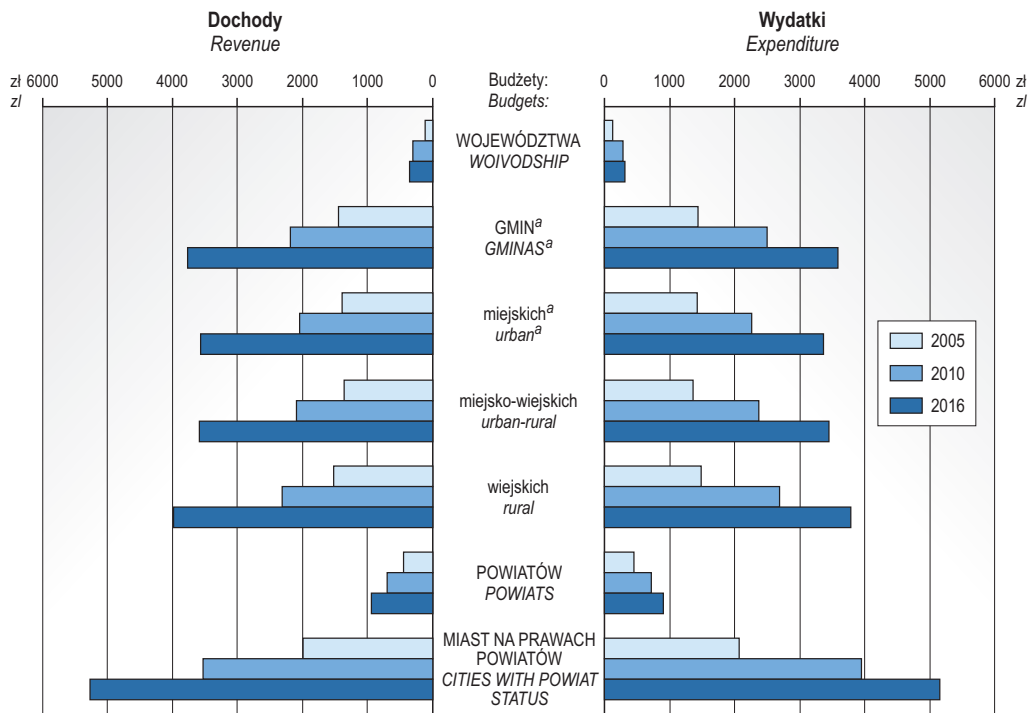 Dochody
Revenue
Wydatki
Expenditure
zł 6000 5000 4000 3000 2000 1000 0
zl
Budżety:
Budgets:
0 1000 2000 3000 4000 5000 6000 zł
zl
WOJEWÓDZTWA
WOIVODSHIP
GMINa
GMINASa
miejskicha
urbana
miejsko-wiejskich
urban-rural
wiejskich
rural
POWIATÓW
POWIATS
MIAST NA PRAWACH
POWIATÓW
CITIES WITH POWIAT
STATUS
2005
2010
2016